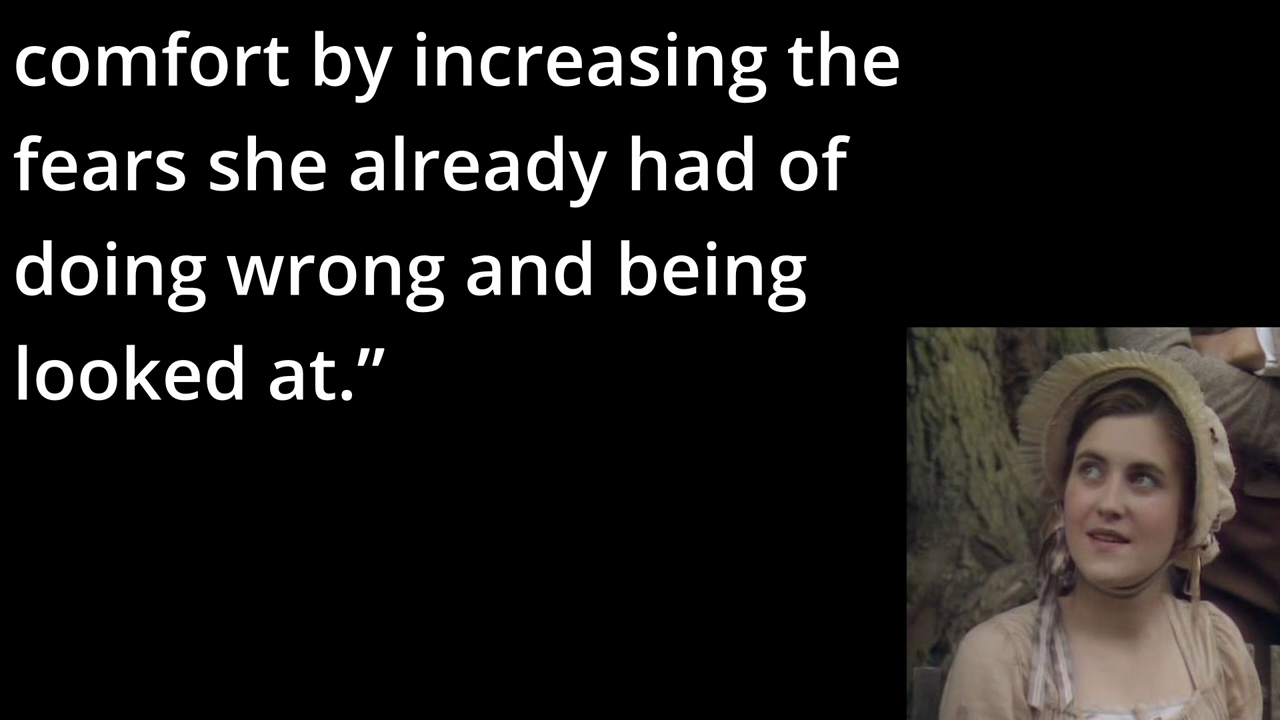 comfort by increasing the
fears she already had of
doing wrong and being
looked at.”